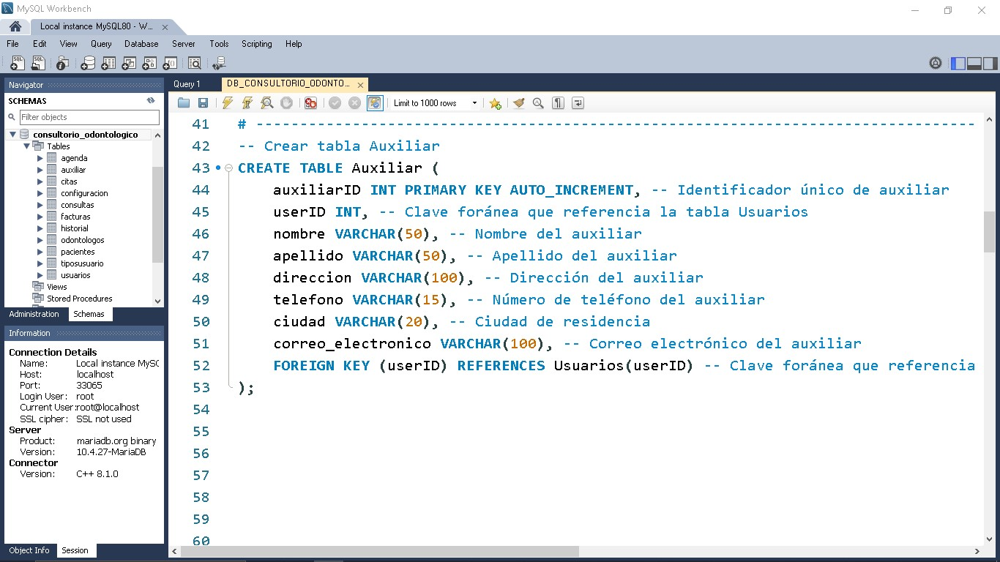 MySQL Workbench
Local instance MySQL80 - W...
File Edit View Query Database Server Tools Scripting Help
Navigator
SCHEMAS
Filter objects
consultorio_odontologico
Tables
agenda
auxiliar
citas
configuracion
consultas
facturas
historial
odontologos
pacientes
tiposusuario
usuarios
Views
Stored Procedures
Administration Schemas
Information
Connection Details
Name: Local instance MySQ
Host: localhost
Port: 33065
Login User: root
Current User: root@localhost
SSL cipher: SSL not used
Server
Product: mariadb.org binary
Version: 10.4.27-MariaDB
Connector
Version: C++ 8.1.0
Object Info Session
Query 1 DB_CONSULTORIO_ODONTO...
Limit to 1000 rows
41 # ----------------------------------------------------------------------------------
42 -- Crear tabla Auxiliar
43 CREATE TABLE Auxiliar (
44 auxiliarID INT PRIMARY KEY AUTO_INCREMENT, -- Identificador único de auxiliar
45 userID INT, -- Clave foránea que referencia la tabla Usuarios
46 nombre VARCHAR(50), -- Nombre del auxiliar
47 apellido VARCHAR(50), -- Apellido del auxiliar
48 direccion VARCHAR(100), -- Dirección del auxiliar
49 telefono VARCHAR(15), -- Número de teléfono del auxiliar
50 ciudad VARCHAR(20), -- Ciudad de residencia
51 correo_electronico VARCHAR(100), -- Correo electrónico del auxiliar
52 FOREIGN KEY (userID) REFERENCES Usuarios(userID) -- Clave foránea que referencia
53 );
54
55
56
57
58
59
60